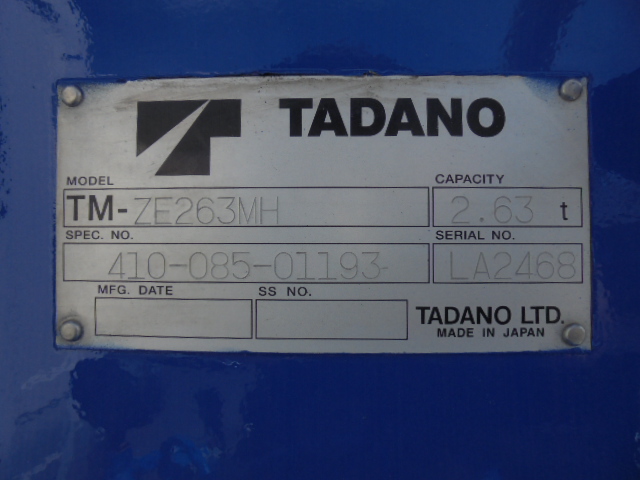 TADANO
MODEL CAPACITY
TM-ZE263MH 2.63 t
SPEC. NO. SERIAL NO.
410-085-01193- LA2468
MFG. DATE SS NO.
TADANO LTD.
MADE IN JAPAN